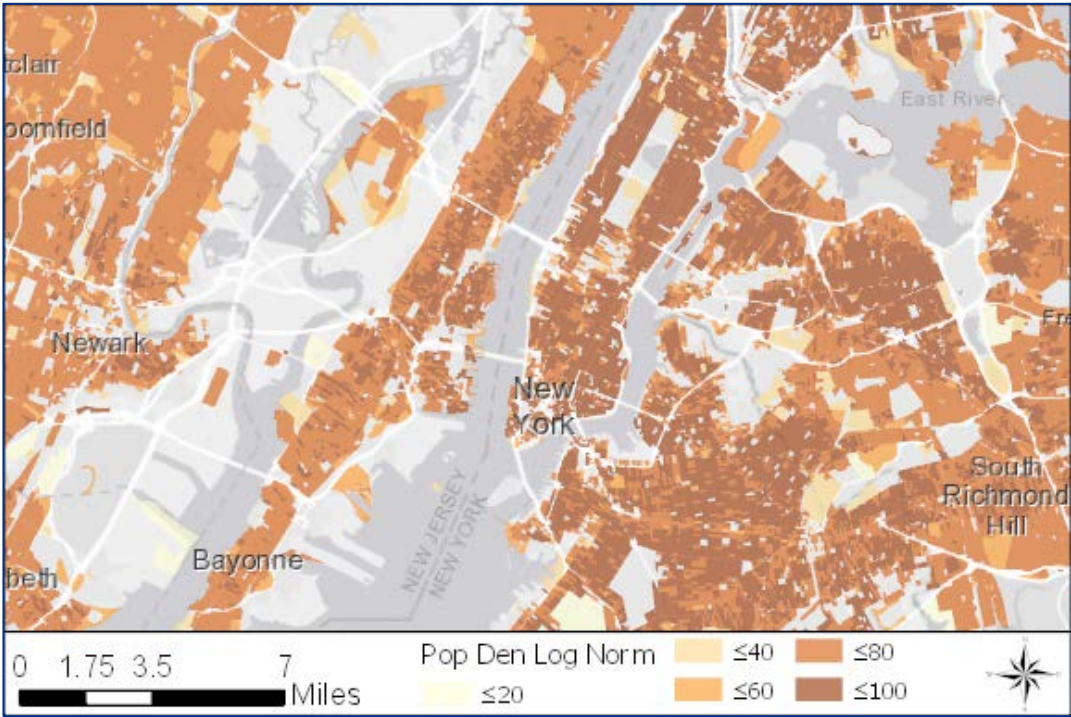 tclair
oomfield
East River
Newark
New
York
Fre
South
Richmond
Hill
NEW JERSEY
NEW YORK
Bayonne
beth
0 1.75 3.5 7
Miles
Pop Den Log Norm
≤20
≤40
≤60
≤80
≤100